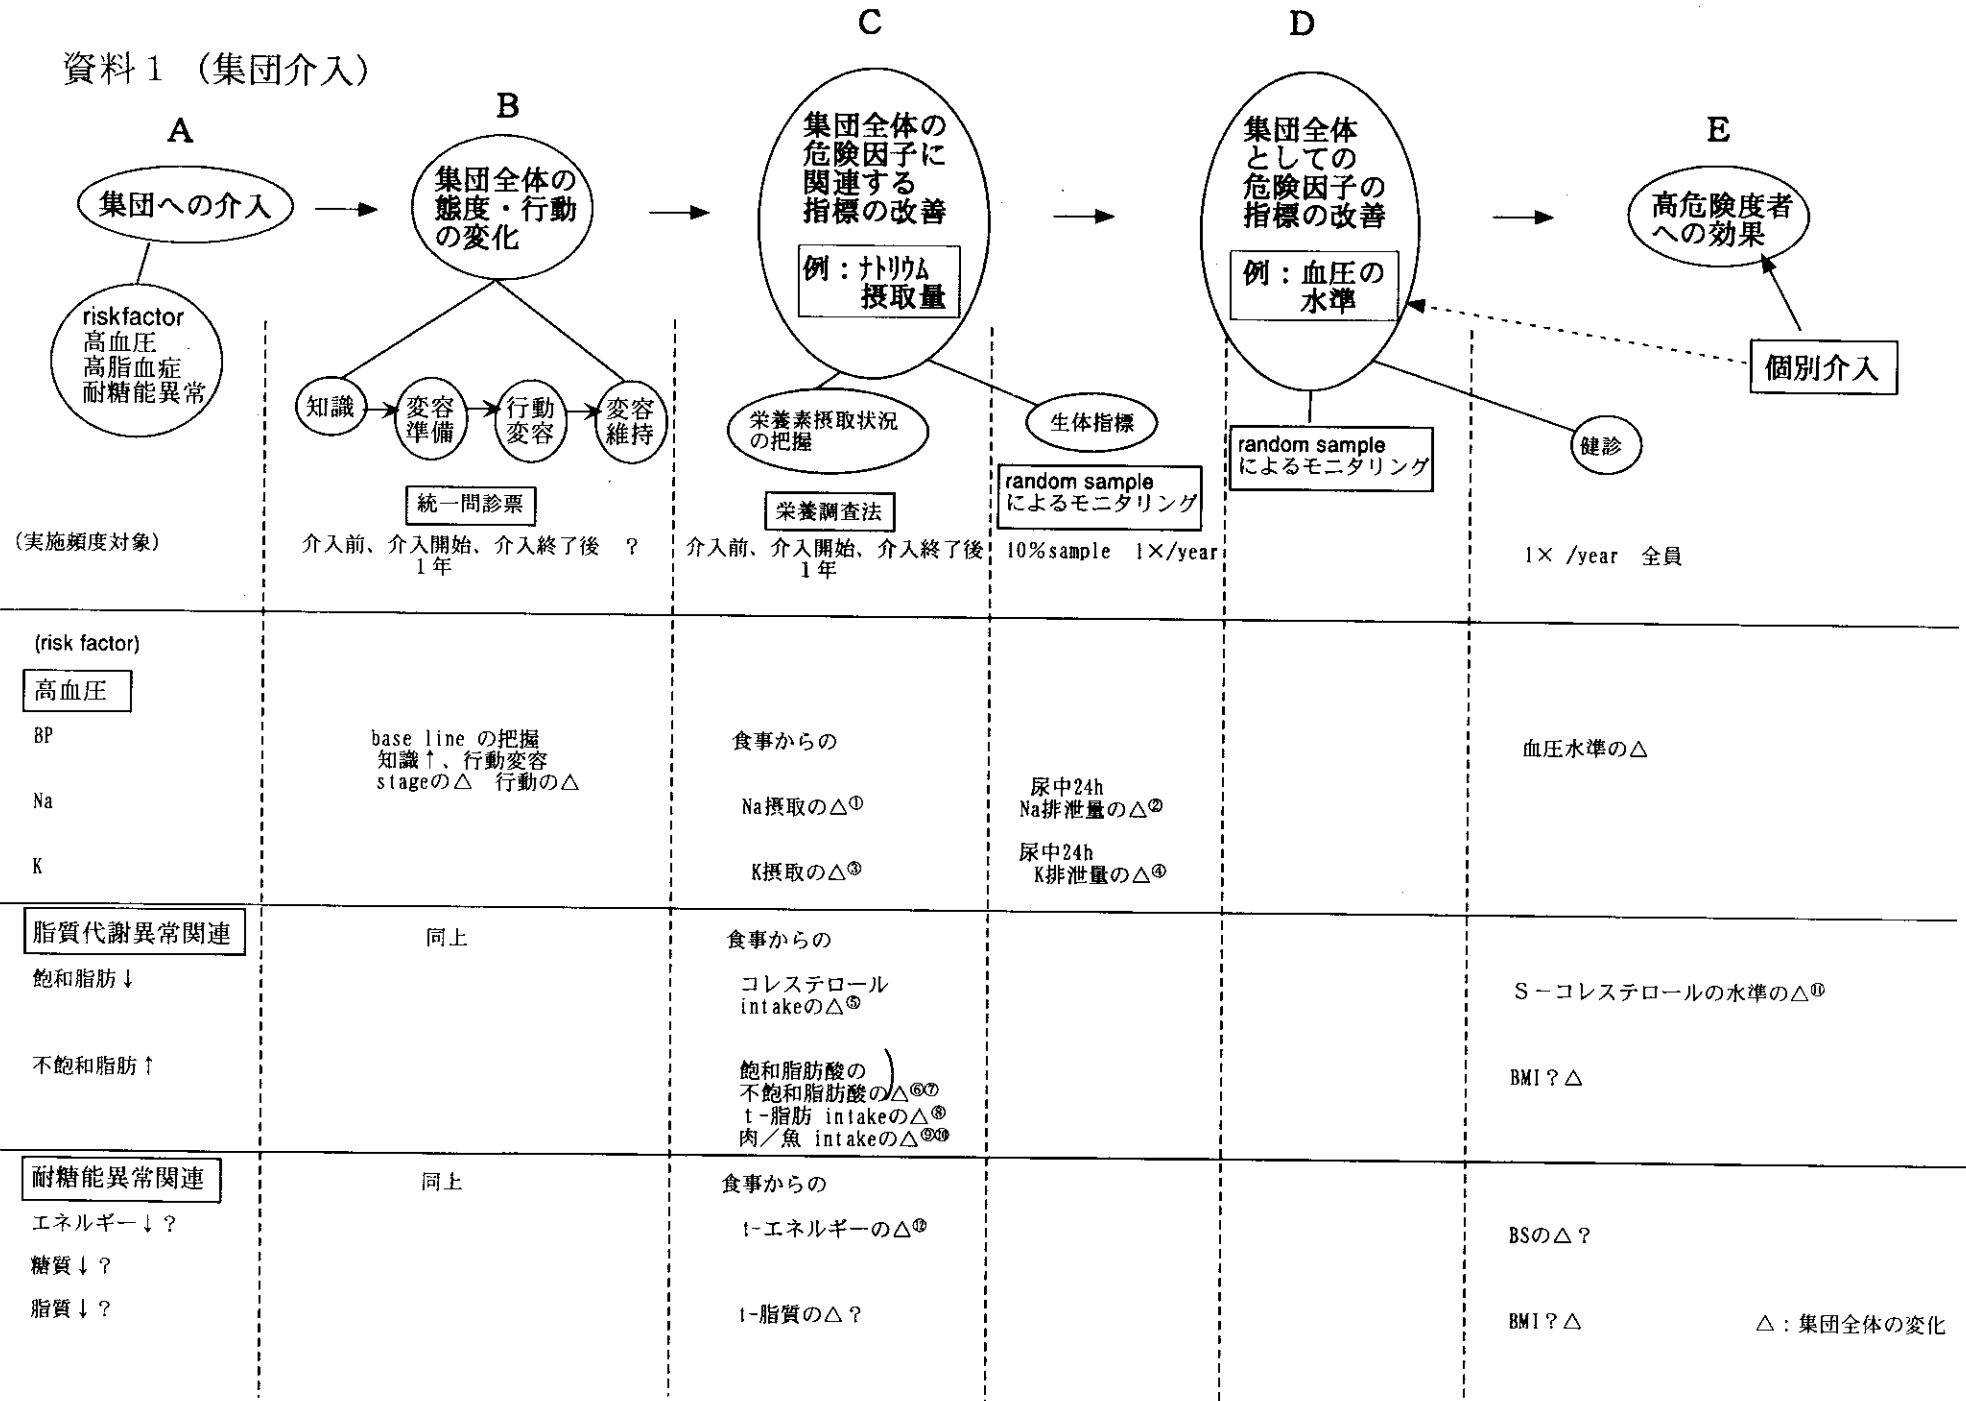 資料1 (集団介入)
A
B
C
D
E
集団への介入
集団全体の
態度・行動
の変化
集団全体の
危険因子に
関連する
指標の改善
例:ナトリウム
摂取量
集団全体
としての
危険因子の
指標の改善
例:血圧の
水準
高危険度者
への効果
個別介入
riskfactor
高血圧
高脂血症
耐糖能異常
知識
変容
準備
行動
変容
変容
維持
栄養素摂取状況
の把握
生体指標
健診
統一問診票
栄養調査法
random sample
によるモニタリング
random sample
によるモニタリング
(実施頻度対象)
介入前、介入開始、介入終了後 ?
1年
介入前、介入開始、介入終了後
1年
10%sample 1×/year
1× /year 全員
(risk factor)
高血圧
BP
base line の把握
知識↑、行動変容
stageの△ 行動の△
食事からの
血圧水準の△
Na
Na摂取の△①
尿中24h
Na排泄量の△②
K
K摂取の△③
尿中24h
K排泄量の△④
脂質代謝異常関連
同上
食事からの
飽和脂肪↓
コレステロール
intakeの△⑤
S-コレステロールの水準の△⑪
不飽和脂肪↑
飽和脂肪酸の
不飽和脂肪酸の△⑥⑦
t-脂肪 intakeの△⑧
肉/魚 intakeの△⑨⑩
BMI?△
耐糖能異常関連
同上
食事からの
エネルギー↓?
t-エネルギーの△⑫
BSの△?
糖質↓?
脂質↓?
t-脂質の△?
BMI?△
△:集団全体の変化